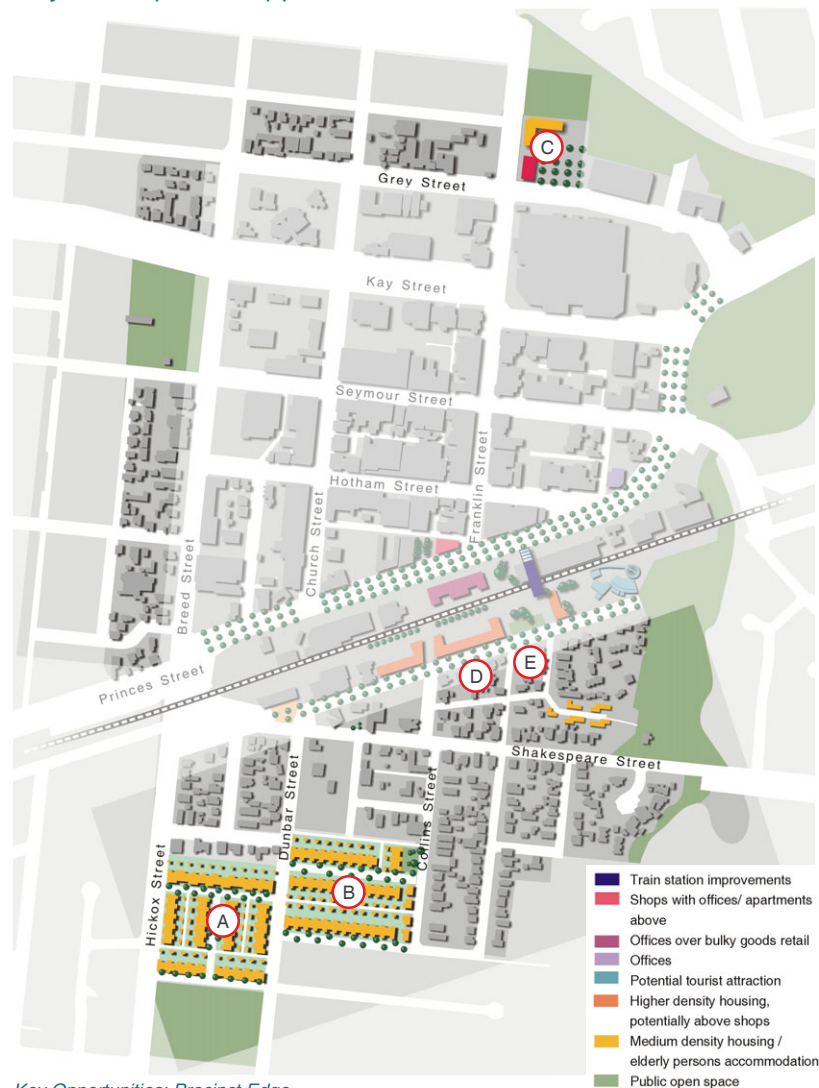 C
Grey Street
Kay Street
Seymour Street
Franklin Street
Hotham Street
Church Street
Breed Street
Princes Street
E
D
Shakespeare Street
Dunbar Street
Collins Street
Hickox Street
B
A
Train station improvements
Shops with offices/ apartments
above
Offices over bulky goods retail
Offices
Potential tourist attraction
Higher density housing,
potentially above shops
Medium density housing /
elderly persons accommodation
Public open space
Key Opportunities: Precinct Edge